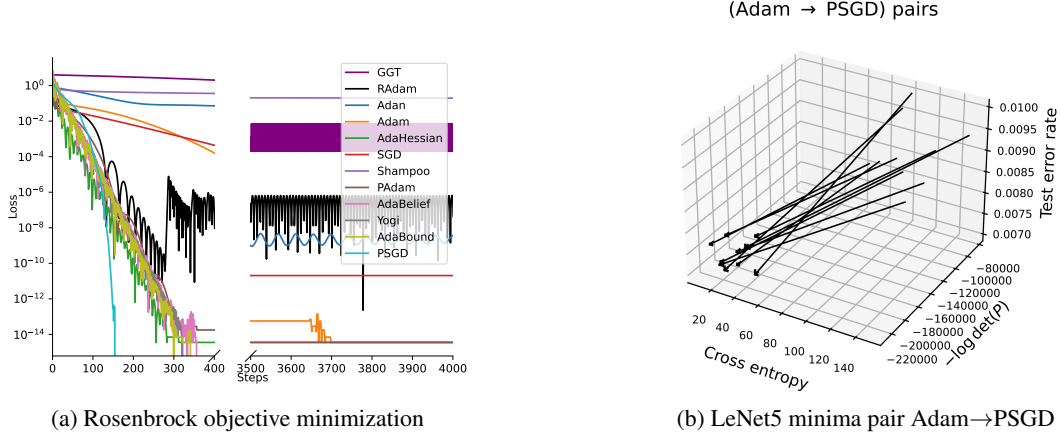 (Adam → PSGD) pairs
10⁰
10⁻²
10⁻⁴
10⁻⁶
10⁻⁸
10⁻¹⁰
10⁻¹²
10⁻¹⁴
Loss
0 100 200 300 400 3500 3600 3700 3800 3900 4000
Steps
GGT
RAdam
Adan
Adam
AdaHessian
SGD
Shampoo
PAdam
AdaBelief
Yogi
AdaBound
PSGD
0.0100
0.0095
0.0090
0.0085
0.0080
0.0075
0.0070
Test error rate
−80000
−100000
−120000
−140000
−160000
−180000
−200000
−220000
−log det(P)
20 40 60 80 100 120 140
Cross entropy
(a) Rosenbrock objective minimization
(b) LeNet5 minima pair Adam→PSGD